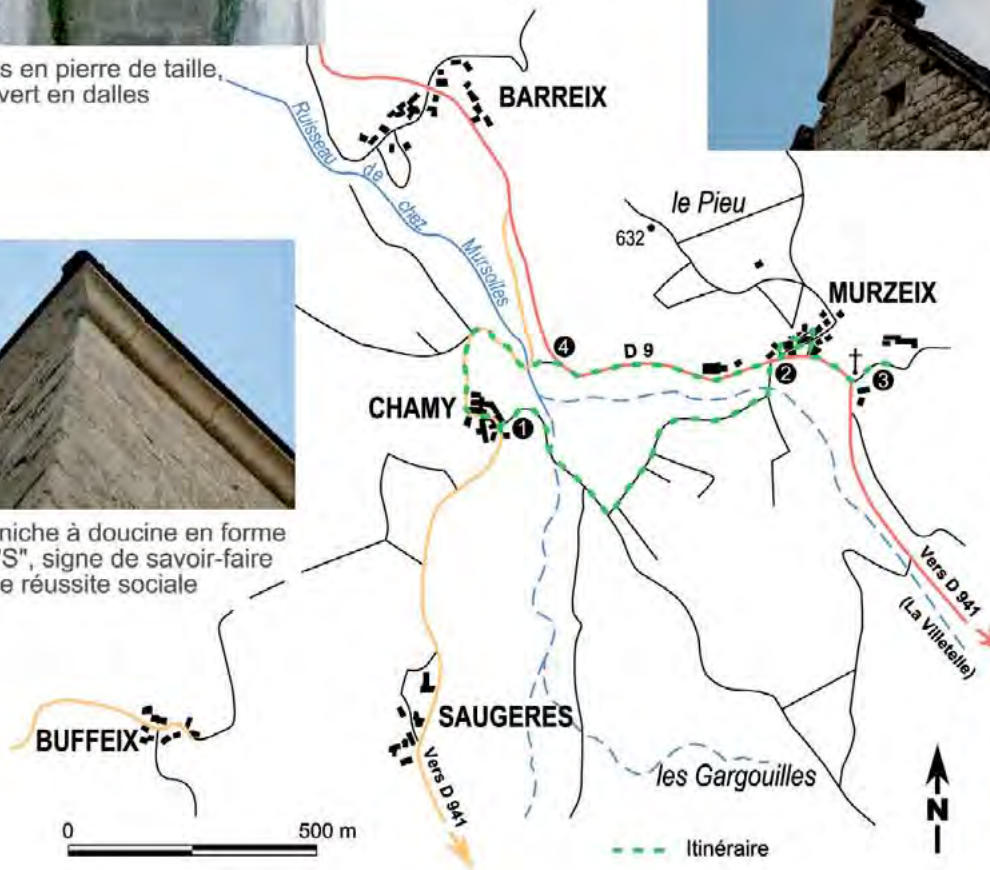 s en pierre de taille,
vert en dalles
BARREIX
Ruisseau de chez Mursolles
le Pieu
632
MURZEIX
4
D 9
2
3
CHAMY
1
niche à doucine en forme
"S", signe de savoir-faire
e réussite sociale
Vers D 941
(La Villetelle)
SAUGERES
BUFFEIX
Vers D 941
les Gargouilles
N
0 500 m
Itinéraire